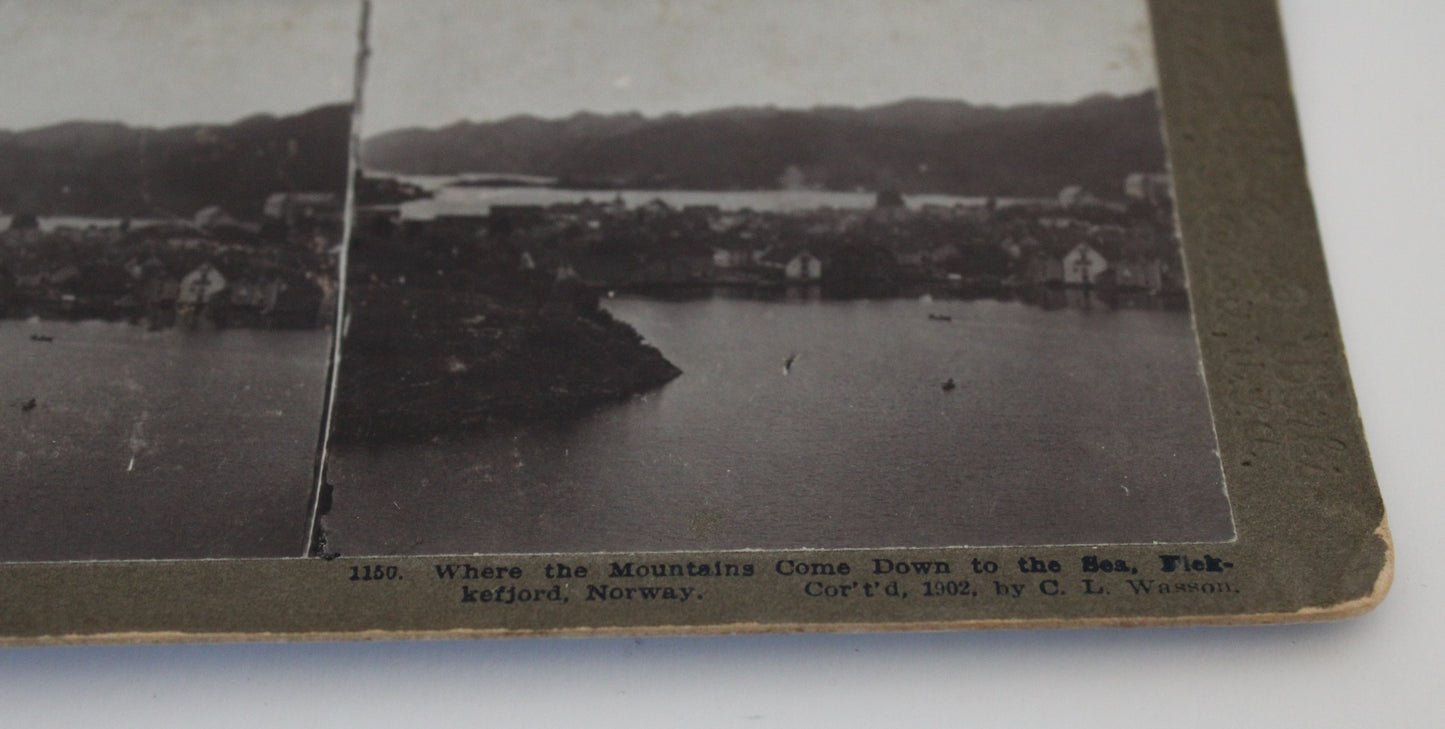 1150. Where the Mountains Come Down to the Sea, Flek-
kefjord, Norway. Cor't'd, 1902, by C. L. Wasson.